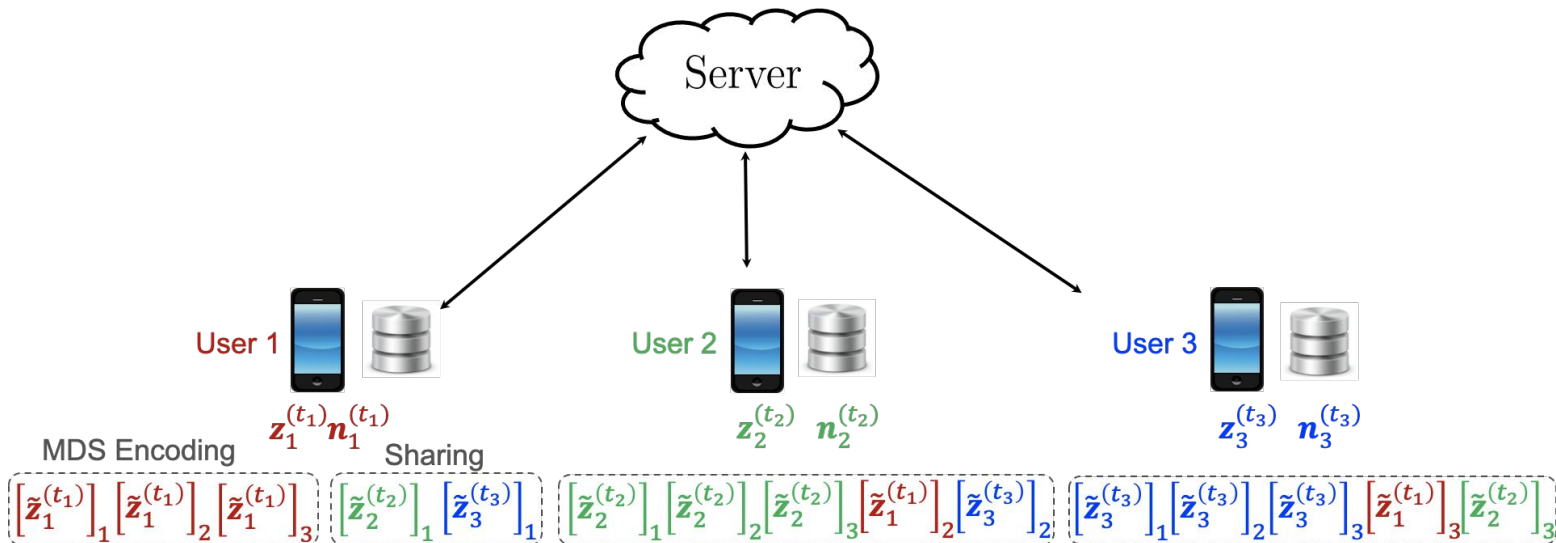 Server
User 1 User 2 User 3
z_1^{(t_1)} n_1^{(t_1)} z_2^{(t_2)} n_2^{(t_2)} z_3^{(t_3)} n_3^{(t_3)}
MDS Encoding Sharing
[z̃_1^{(t_1)}]_1 [z̃_1^{(t_1)}]_2 [z̃_1^{(t_1)}]_3 [z̃_2^{(t_2)}]_1 [z̃_3^{(t_3)}]_1 [z̃_2^{(t_2)}]_1 [z̃_2^{(t_2)}]_2 [z̃_2^{(t_2)}]_3 [z̃_1^{(t_1)}]_2 [z̃_3^{(t_3)}]_2 [z̃_3^{(t_3)}]_1 [z̃_3^{(t_3)}]_2 [z̃_3^{(t_3)}]_3 [z̃_1^{(t_1)}]_3 [z̃_2^{(t_2)}]_3